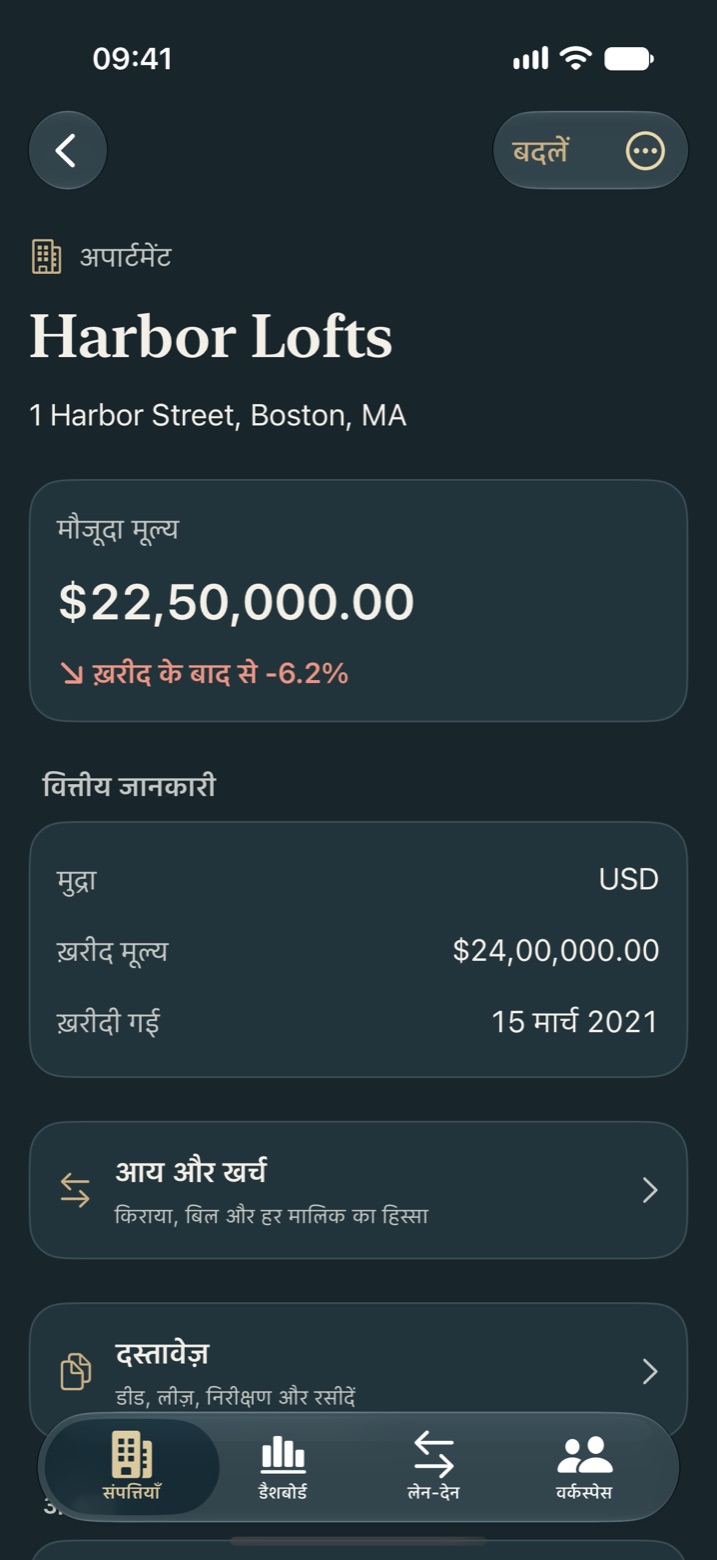 09:41
बदलें
अपार्टमेंट
Harbor Lofts
1 Harbor Street, Boston, MA
मौजूदा मूल्य
$22,50,000.00
ख़रीद के बाद से -6.2%
वित्तीय जानकारी
मुद्रा USD
ख़रीद मूल्य $24,00,000.00
ख़रीदी गई 15 मार्च 2021
आय और खर्च
किराया, बिल और हर मालिक का हिस्सा
दस्तावेज़
डीड, लीज़, निरीक्षण और रसीदें
संपत्तियाँ डैशबोर्ड लेन-देन वर्कस्पेस